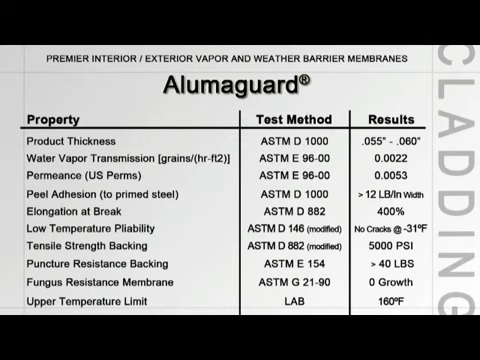 PREMIER INTERIOR / EXTERIOR VAPOR AND WEATHER BARRIER MEMBRANES
Alumaguard®
Property Test Method Results
Product Thickness ASTM D 1000 .055" - .060"
Water Vapor Transmission [grains/(hr-ft2)] ASTM E 96-00 0.0022
Permeance (US Perms) ASTM E 96-00 0.0053
Peel Adhesion (to primed steel) ASTM D 1000 > 12 LB/In Width
Elongation at Break ASTM D 882 400%
Low Temperature Pliability ASTM D 146 (modified) No Cracks @ -31ºF
Tensile Strength Backing ASTM D 882 (modified) 5000 PSI
Puncture Resistance Backing ASTM E 154 > 40 LBS
Fungus Resistance Membrane ASTM G 21-90 0 Growth
Upper Temperature Limit LAB 160ºF
CLADDING